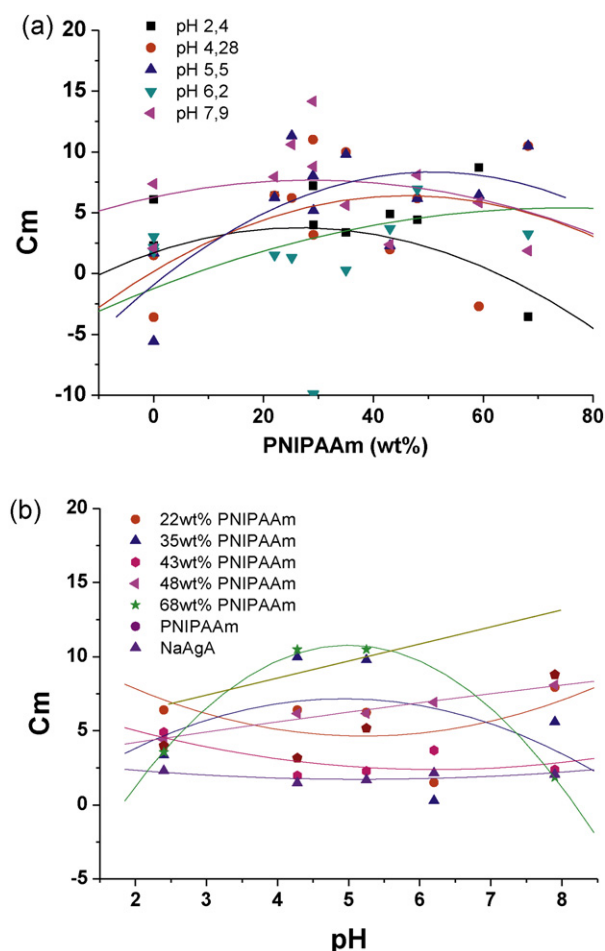 (a)
20
15
10
5
0
-5
-10
Cm
pH 2,4
pH 4,28
pH 5,5
pH 6,2
pH 7,9
0 20 40 60 80
PNIPAAm (wt%)
(b)
20
15
10
5
0
-5
Cm
22wt% PNIPAAm
35wt% PNIPAAm
43wt% PNIPAAm
48wt% PNIPAAm
68wt% PNIPAAm
PNIPAAm
NaAgA
2 3 4 5 6 7 8
pH